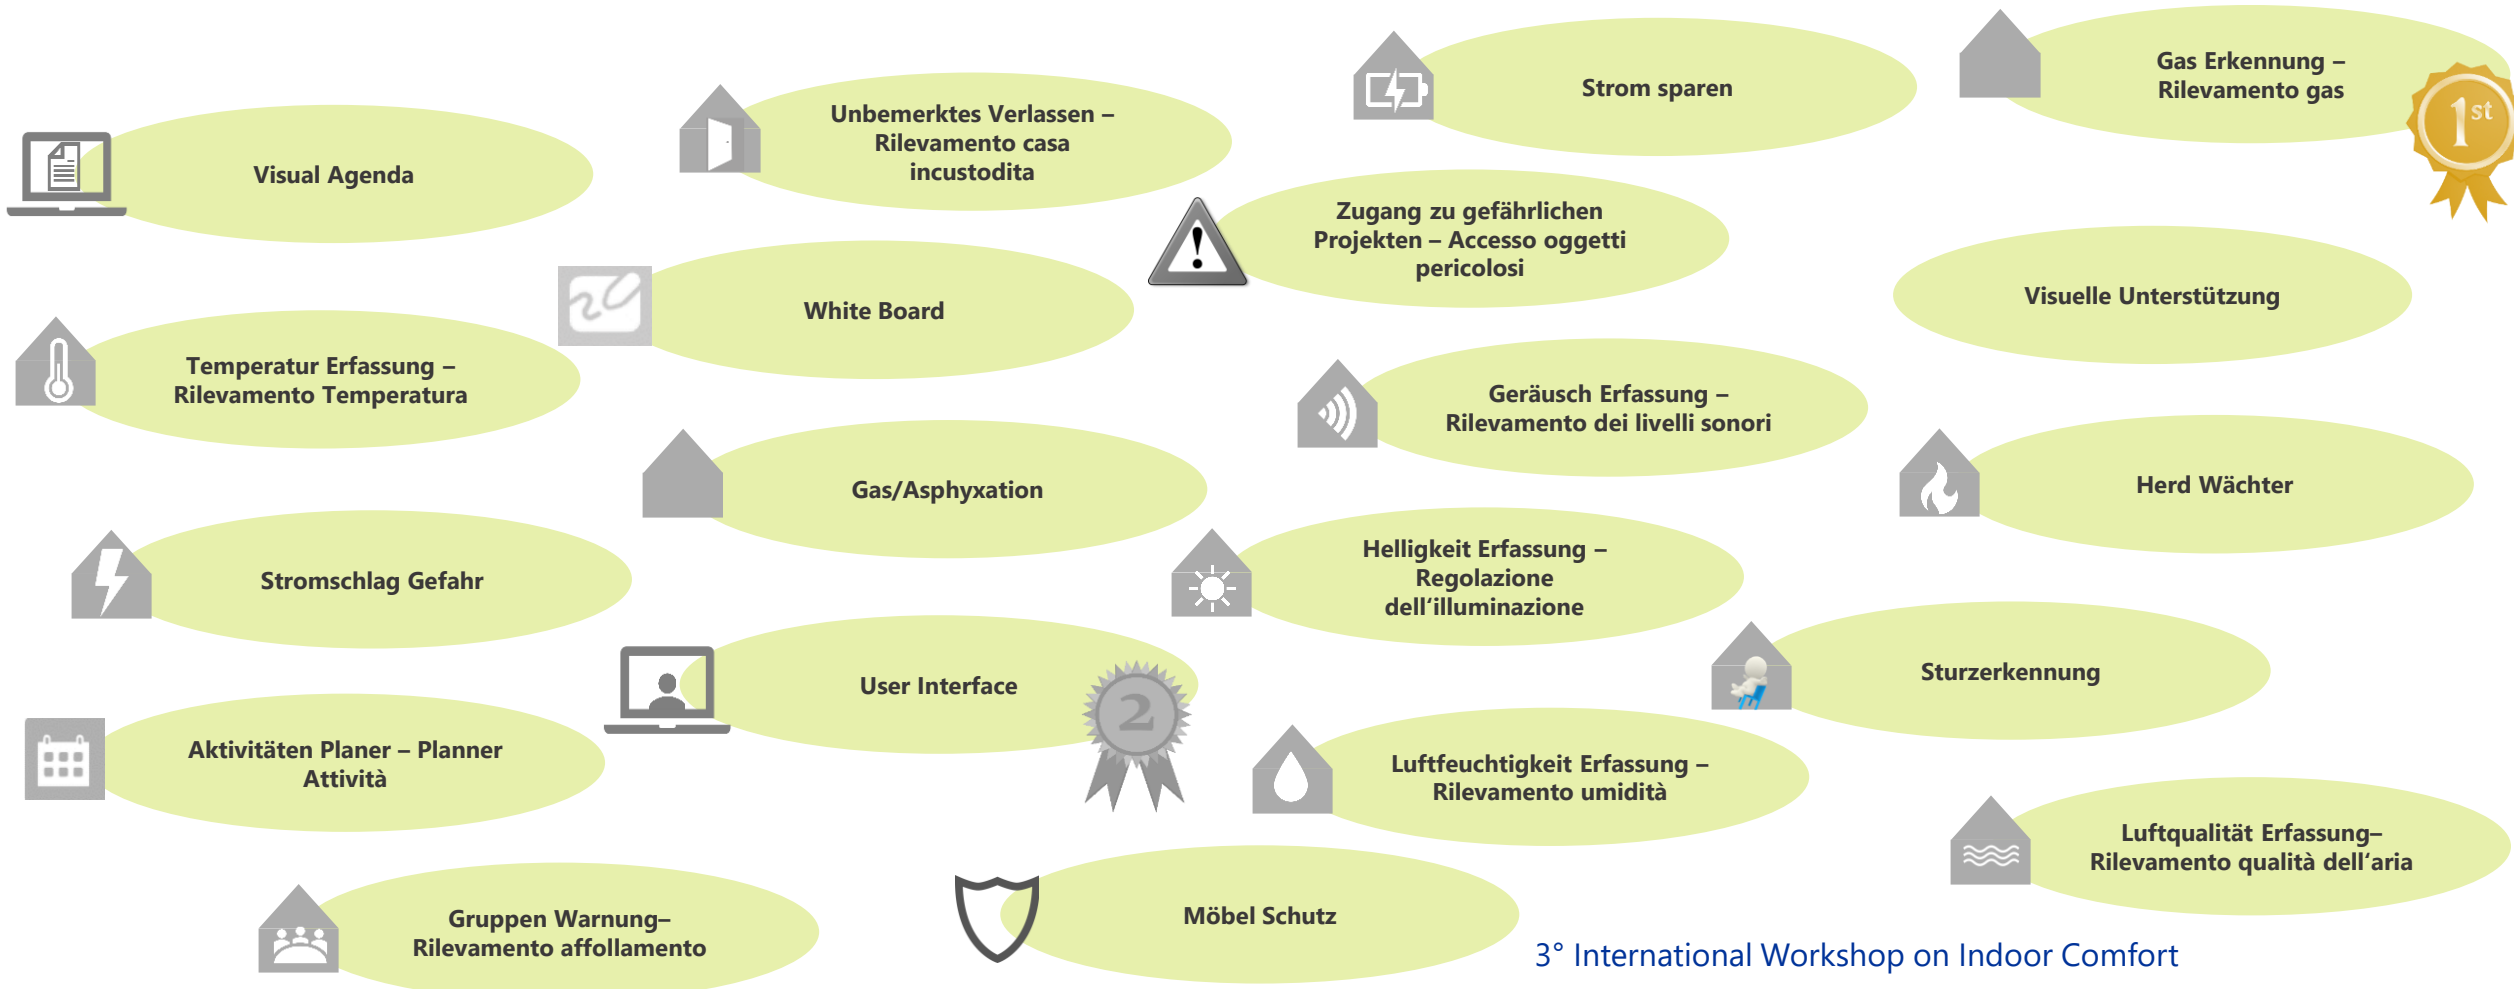 Visual Agenda
Unbemerktes Verlassen –
Rilevamento casa
incustodita
Strom sparen
Gas Erkennung –
Rilevamento gas
1st
Zugang zu gefährlichen
Projekten – Accesso oggetti
pericolosi
White Board
Visuelle Unterstützung
Temperatur Erfassung –
Rilevamento Temperatura
Geräusch Erfassung –
Rilevamento dei livelli sonori
Gas/Asphyxation
Herd Wächter
Stromschlag Gefahr
Helligkeit Erfassung –
Regolazione
dell‘illuminazione
User Interface
2
Sturzerkennung
Aktivitäten Planer – Planner
Attività
Luftfeuchtigkeit Erfassung –
Rilevamento umidità
Luftqualität Erfassung–
Rilevamento qualità dell‘aria
Gruppen Warnung–
Rilevamento affollamento
Möbel Schutz
3° International Workshop on Indoor Comfort